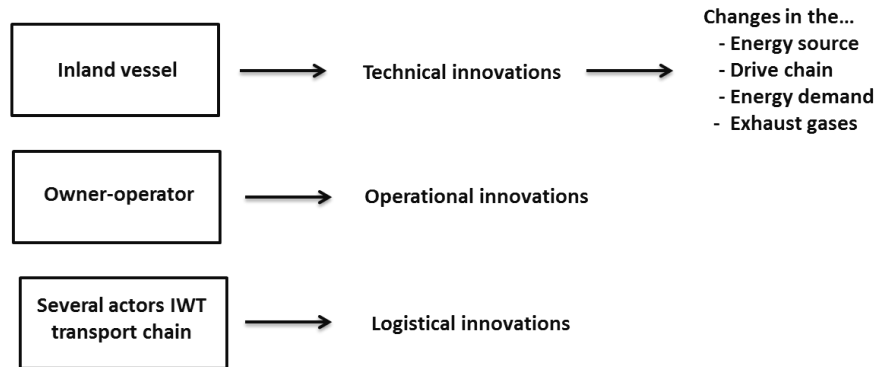 Changes in the...
Inland vessel
Technical innovations
- Energy source
- Drive chain
- Energy demand
- Exhaust gases
Owner-operator
Operational innovations
Several actors IWT
transport chain
Logistical innovations